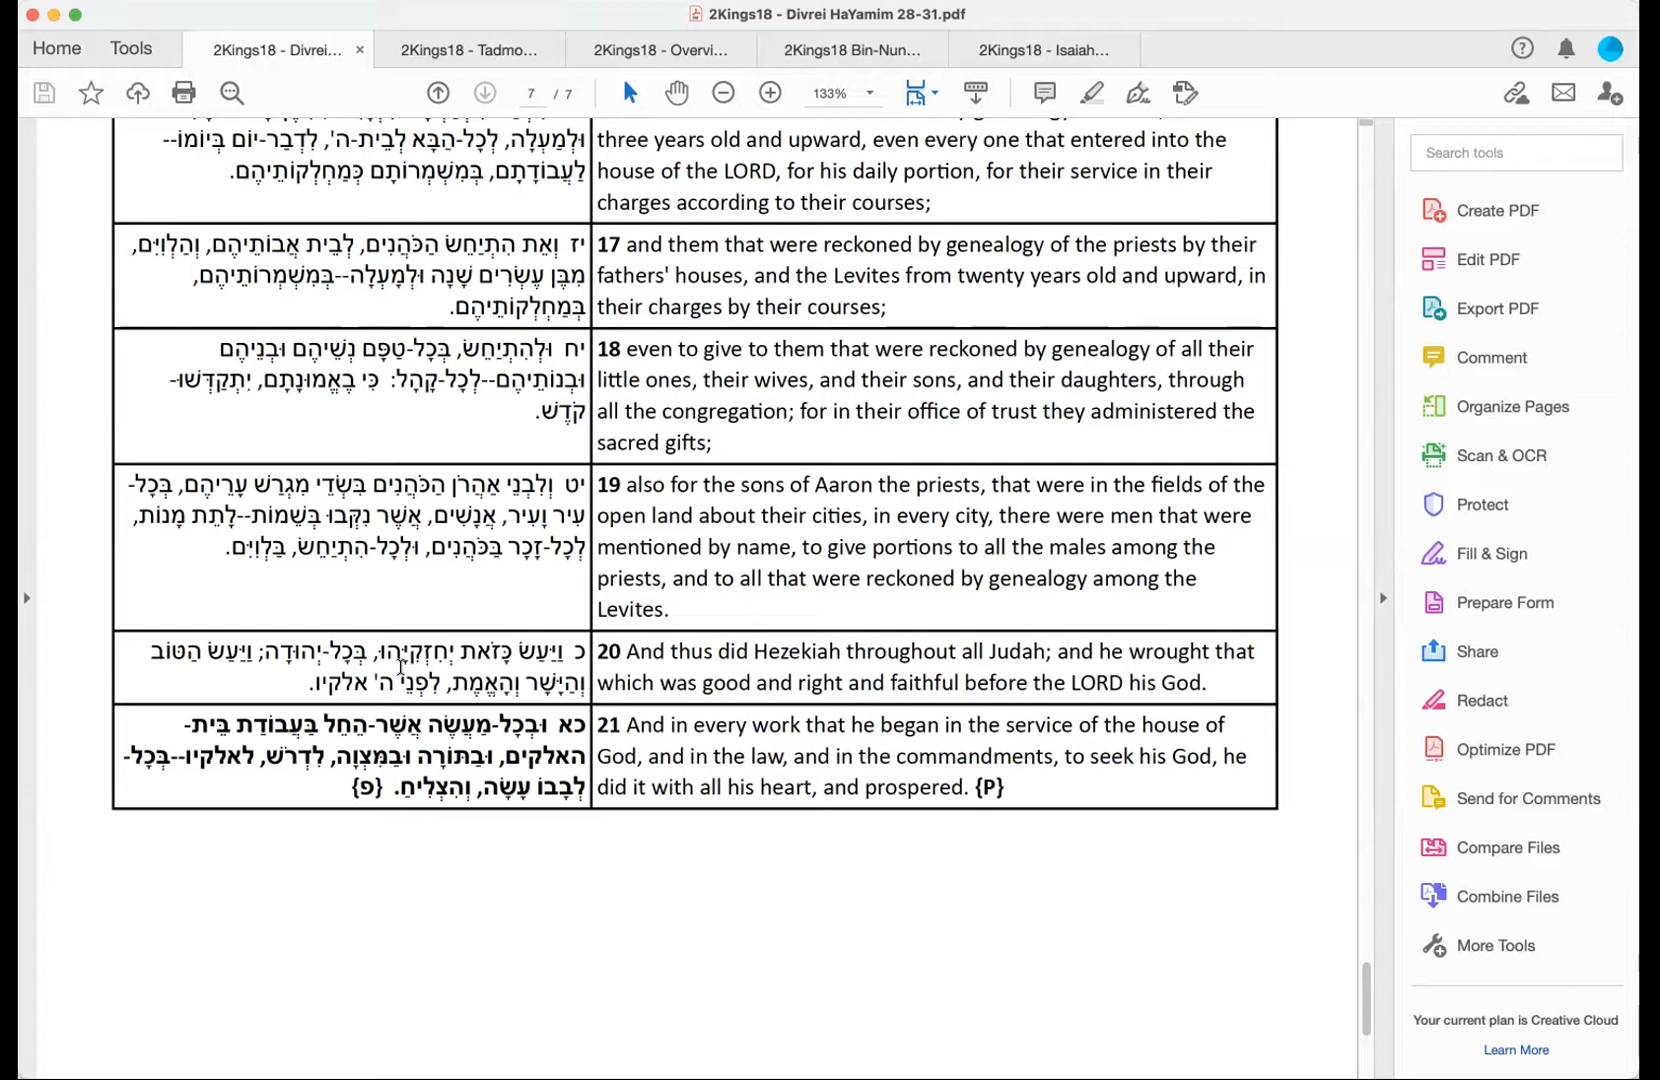 2Kings18 - Divrei HaYamim 28-31.pdf
Home Tools 2Kings18 - Divrei... × 2Kings18 - Tadmo... 2Kings18 - Overvi... 2Kings18 Bin-Nun... 2Kings18 - Isaiah...
7 / 7 133%
וּלְמַעְלָה, לְכָל-הַבָּא לְבֵית-ה', לִדְבַר-יוֹם בְּיוֹמוֹ--
לַעֲבוֹדָתָם, בְּמִשְׁמְרוֹתָם כְּמַחְלְקוֹתֵיהֶם.
three years old and upward, even every one that entered into the
house of the LORD, for his daily portion, for their service in their
charges according to their courses;
יז וְאֵת הִתְיַחֵשׂ הַכֹּהֲנִים, לְבֵית אֲבוֹתֵיהֶם, וְהַלְוִיִּם,
מִבֶּן עֶשְׂרִים שָׁנָה וּלְמָעְלָה--בְּמִשְׁמְרוֹתֵיהֶם,
בְּמַחְלְקוֹתֵיהֶם.
17 and them that were reckoned by genealogy of the priests by their
fathers' houses, and the Levites from twenty years old and upward, in
their charges by their courses;
יח וּלְהִתְיַחֵשׂ, בְּכָל-טַפָּם נְשֵׁיהֶם וּבְנֵיהֶם
וּבְנוֹתֵיהֶם--לְכָל-קָהָל: כִּי בֶאֱמוּנָתָם, יִתְקַדְּשׁוּ-
קֹדֶשׁ.
18 even to give to them that were reckoned by genealogy of all their
little ones, their wives, and their sons, and their daughters, through
all the congregation; for in their office of trust they administered the
sacred gifts;
יט וְלִבְנֵי אַהֲרֹן הַכֹּהֲנִים בִּשְׂדֵי מִגְרַשׁ עָרֵיהֶם, בְּכָל-
עִיר וָעִיר, אֲנָשִׁים, אֲשֶׁר נִקְּבוּ בְּשֵׁמוֹת--לָתֵת מָנוֹת,
לְכָל-זָכָר בַּכֹּהֲנִים, וּלְכָל-הִתְיַחֵשׂ, בַּלְוִיִּם.
19 also for the sons of Aaron the priests, that were in the fields of the
open land about their cities, in every city, there were men that were
mentioned by name, to give portions to all the males among the
priests, and to all that were reckoned by genealogy among the
Levites.
כ וַיַּעַשׂ כָּזֹאת יְחִזְקִיָּהוּ, בְּכָל-יְהוּדָה; וַיַּעַשׂ הַטּוֹב
וְהַיָּשָׁר וְהָאֱמֶת, לִפְנֵי ה' אלקיו.
20 And thus did Hezekiah throughout all Judah; and he wrought that
which was good and right and faithful before the LORD his God.
כא וּבְכָל-מַעֲשֶׂה אֲשֶׁר-הֵחֵל בַּעֲבוֹדַת בֵּית-
האלקים, וּבַתּוֹרָה וּבַמִּצְוָה, לִדְרֹשׁ, לאלקיו--בְּכָל-
לְבָבוֹ עָשָׂה, וְהִצְלִיחַ. {פ}
21 And in every work that he began in the service of the house of
God, and in the law, and in the commandments, to seek his God, he
did it with all his heart, and prospered. {P}
Search tools
Create PDF
Edit PDF
Export PDF
Comment
Organize Pages
Scan & OCR
Protect
Fill & Sign
Prepare Form
Share
Redact
Optimize PDF
Send for Comments
Compare Files
Combine Files
More Tools
Your current plan is Creative Cloud
Learn More